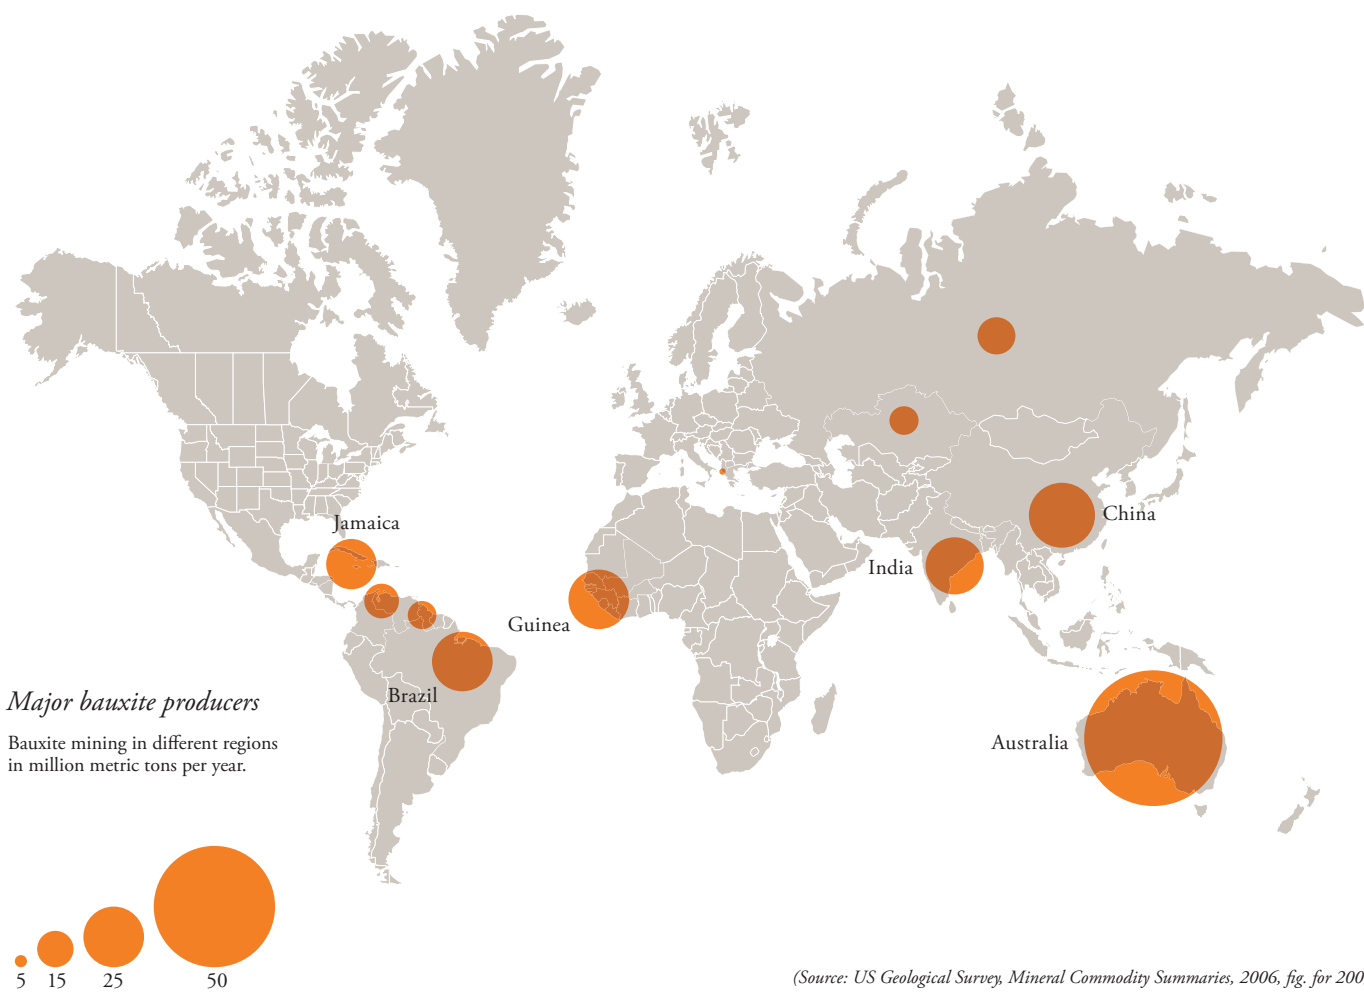 Jamaica
China
India
Guinea
Brazil
Major bauxite producers
Australia
Bauxite mining in different regions
in million metric tons per year.
5 15 25 50
(Source: US Geological Survey, Mineral Commodity Summaries, 2006, fig. for 200